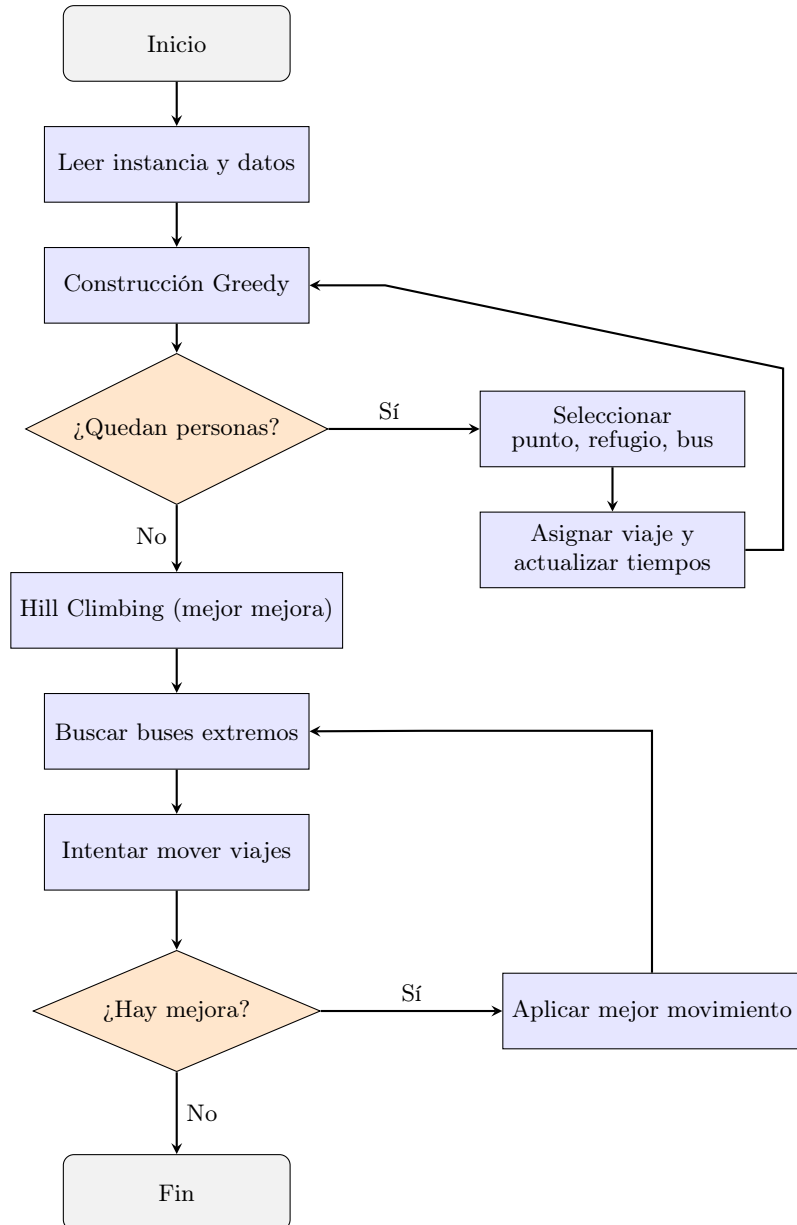 Inicio
Leer instancia y datos
Construcción Greedy
¿Quedan personas?
Sí
Seleccionar
punto, refugio, bus
Asignar viaje y
actualizar tiempos
No
Hill Climbing (mejor mejora)
Buscar buses extremos
Intentar mover viajes
¿Hay mejora?
Sí
Aplicar mejor movimiento
No
Fin